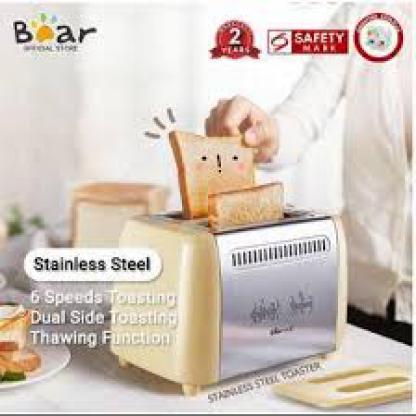 Bear
OFFICIAL STORE
2
YEARS
SAFETY
MARK
Stainless Steel
6 Speeds Toasting
Dual Side Toasting
Thawing Function
STAINLESS STEEL TOASTER